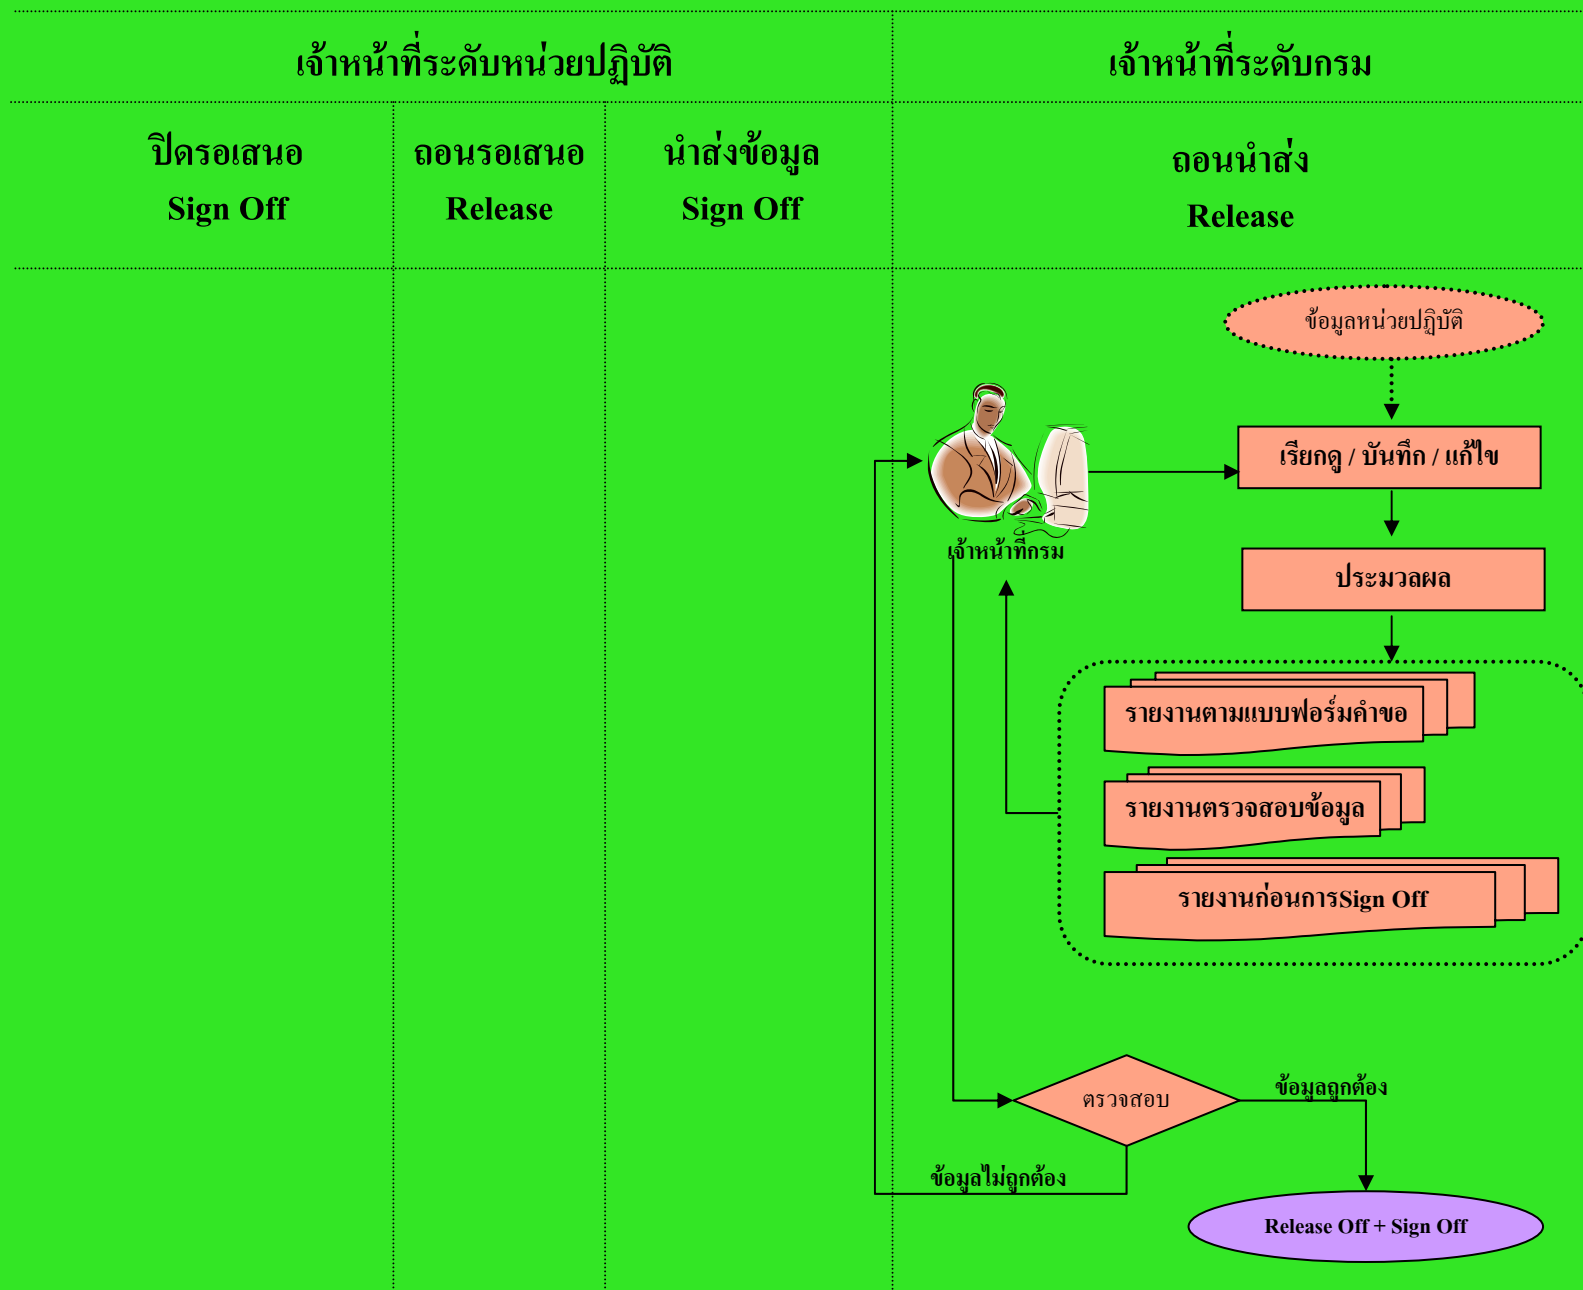 เจ้าหน้าที่ระดับหน่วยปฏิบัติ
เจ้าหน้าที่ระดับกรม
ปิดรอเสนอ
Sign Off
ถอนรอเสนอ
Release
นำส่งข้อมูล
Sign Off
ถอนนำส่ง
Release
ข้อมูลหน่วยปฏิบัติ
เรียกดู / บันทึก / แก้ไข
เจ้าหน้าที่กรม
ประมวลผล
รายงานตามแบบฟอร์มคำขอ
รายงานตรวจสอบข้อมูล
รายงานก่อนการSign Off
ตรวจสอบ
ข้อมูลถูกต้อง
ข้อมูลไม่ถูกต้อง
Release Off + Sign Off